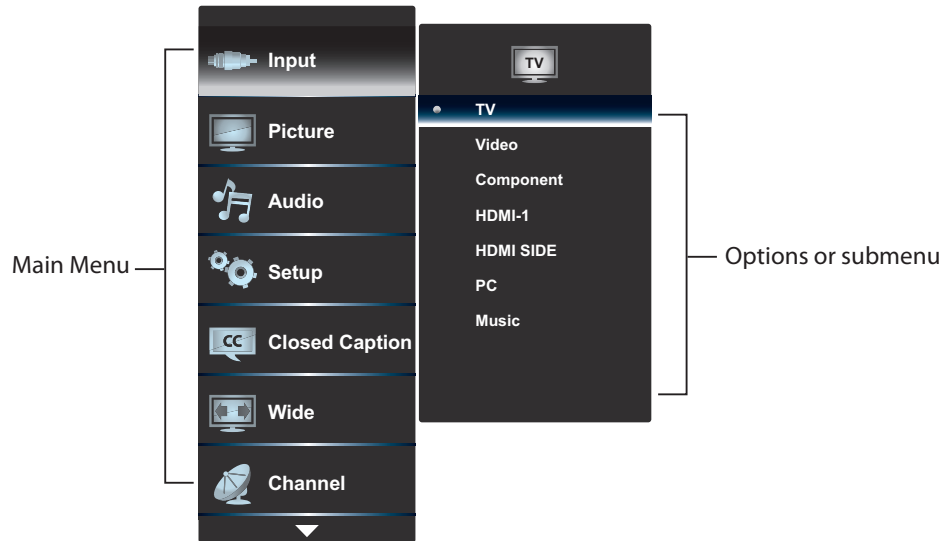 Main Menu
Input
Picture
Audio
Setup
CC
Closed Caption
Wide
Channel
TV
TV
Video
Component
HDMI-1
HDMI SIDE
PC
Music
Options or submenu